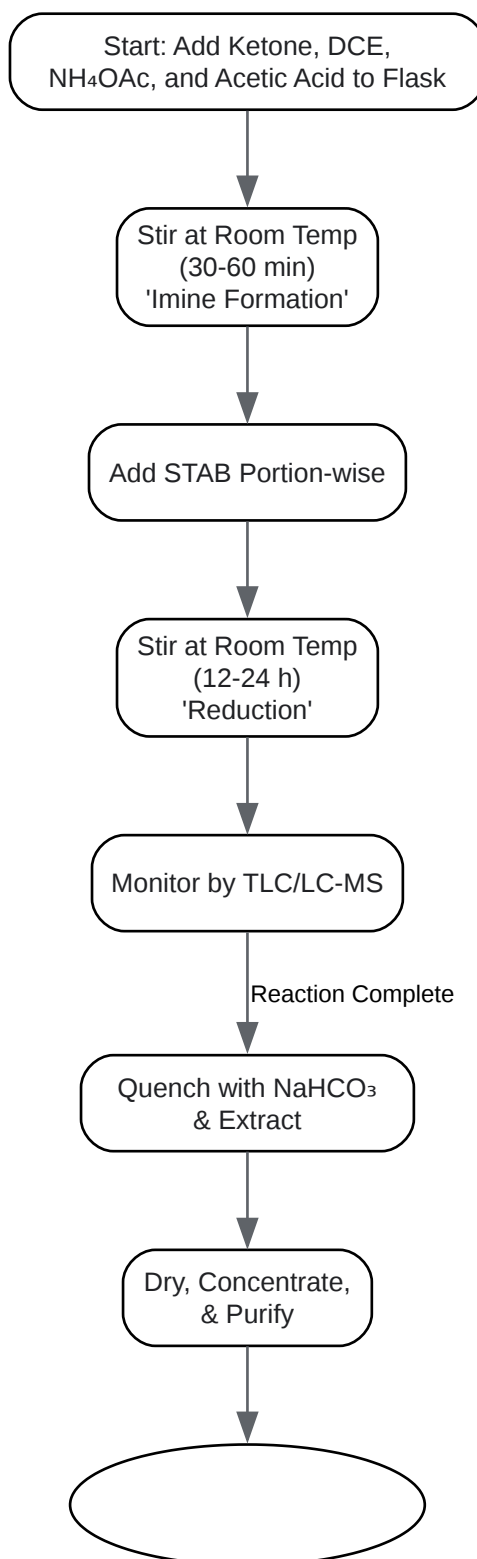 Start: Add Ketone, DCE,
NH₄OAc, and Acetic Acid to Flask
Stir at Room Temp
(30-60 min)
'Imine Formation'
Add STAB Portion-wise
Stir at Room Temp
(12-24 h)
'Reduction'
Monitor by TLC/LC-MS
Reaction Complete
Quench with NaHCO₃
& Extract
Dry, Concentrate,
& Purify